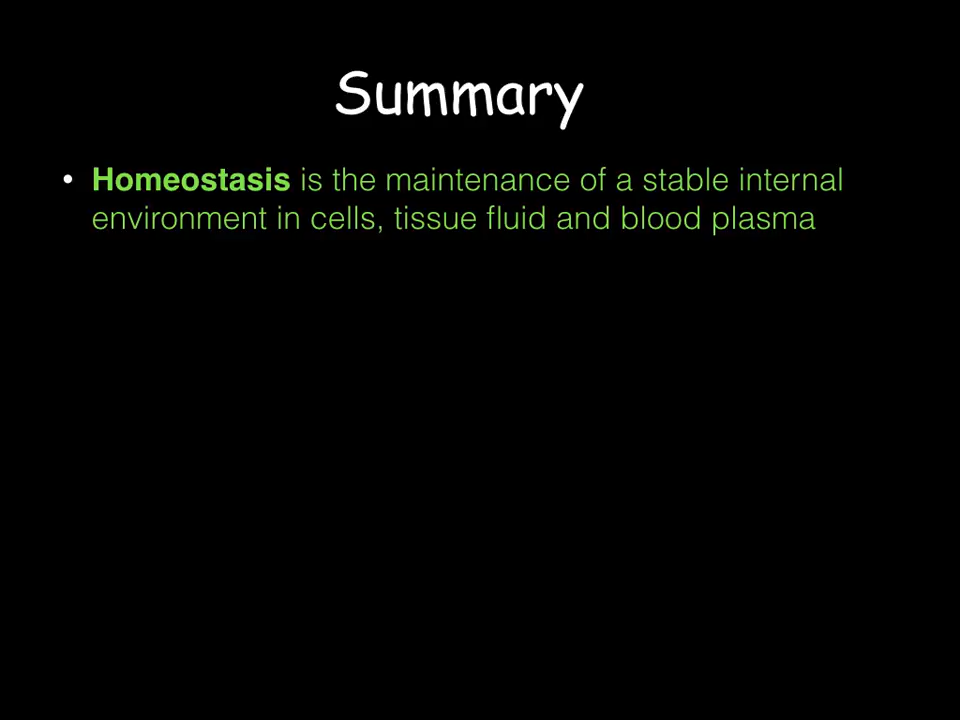 Summary
• Homeostasis is the maintenance of a stable internal
environment in cells, tissue fluid and blood plasma